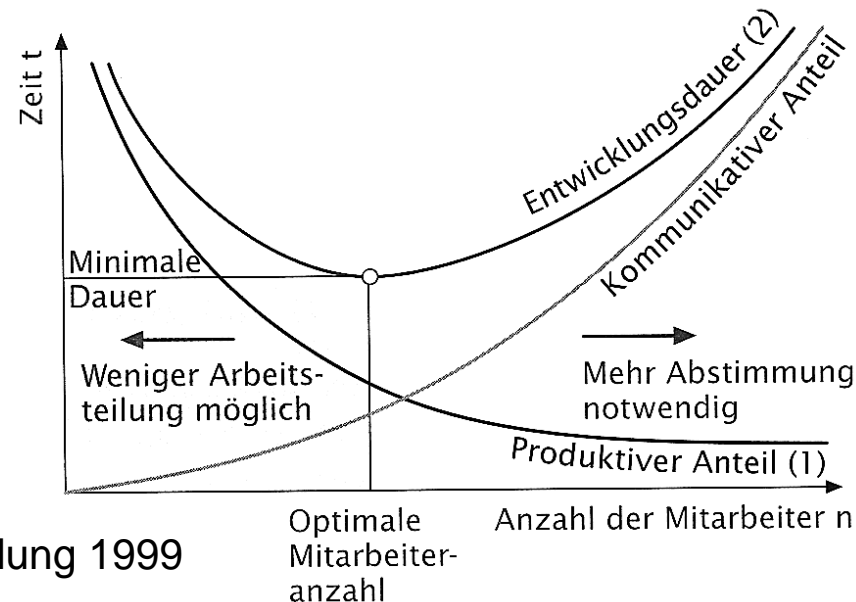 Zeit t
Entwicklungsdauer (2)
Kommunikativer Anteil
Minimale
Dauer
Weniger Arbeits-
teilung möglich
Mehr Abstimmung
notwendig
Produktiver Anteil (1)
Optimale
Mitarbeiter-
anzahl
Anzahl der Mitarbeiter n
lung 1999